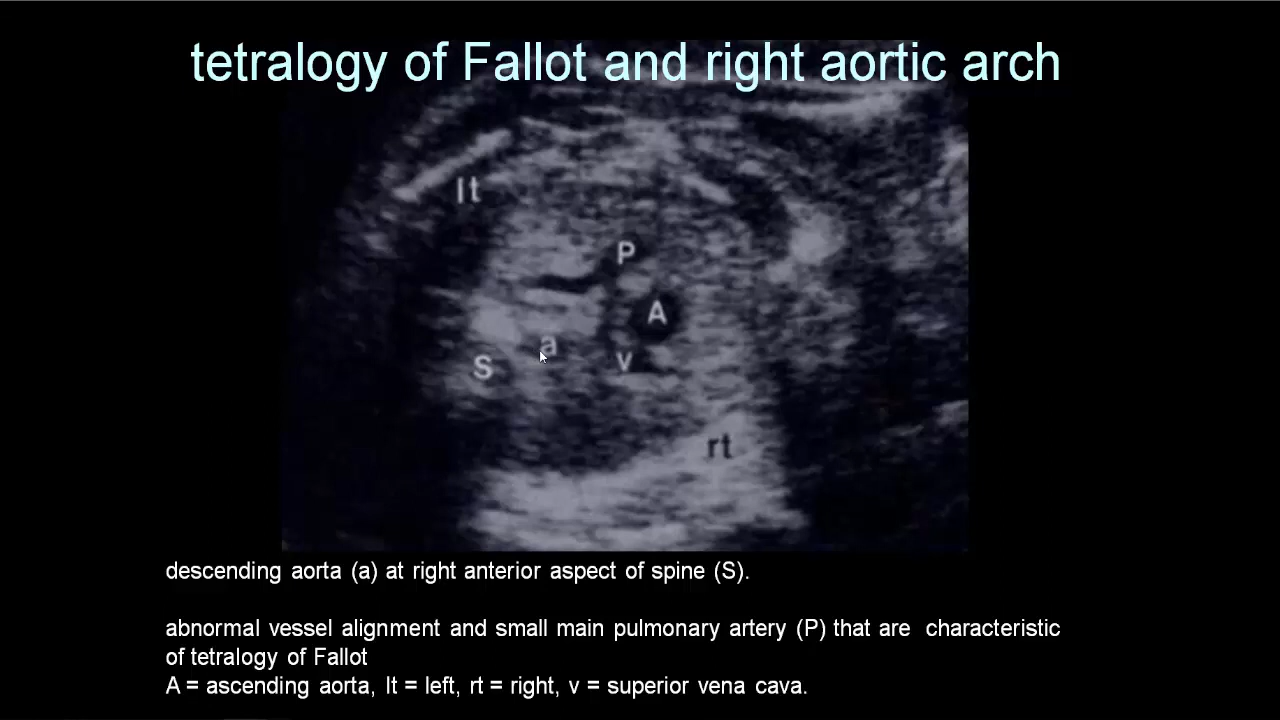 tetralogy of Fallot and right aortic arch
lt
P
A
a
S
v
rt
descending aorta (a) at right anterior aspect of spine (S).
abnormal vessel alignment and small main pulmonary artery (P) that are characteristic
of tetralogy of Fallot
A = ascending aorta, lt = left, rt = right, v = superior vena cava.